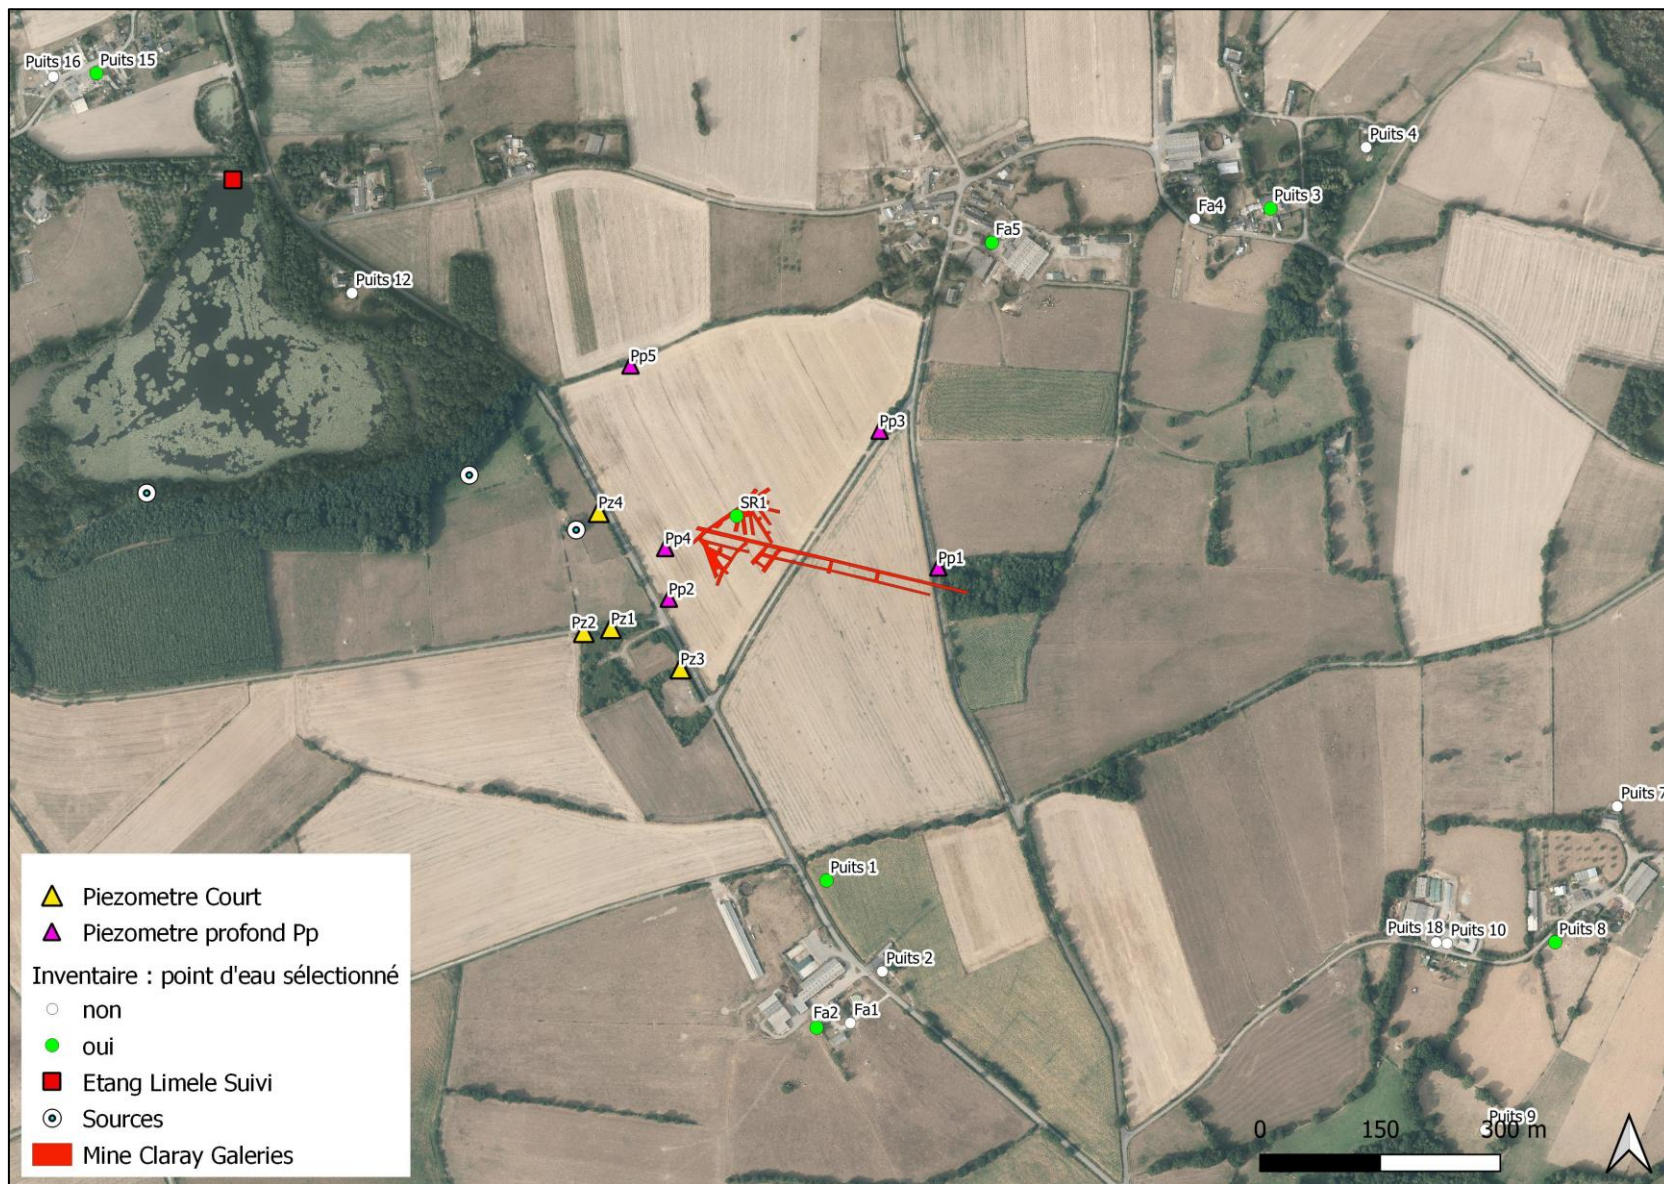 Puits 16
Puits 15
Puits 4
Puits 3
Fa4
Fa5
Puits 12
Pp5
Pp3
SR1
Pz4
Pp4
Pp1
Pp2
Pz1
Pz2
Pz3
Puits 7
Puits 1
Puits 18
Puits 10
Puits 8
Puits 2
Fa2
Fa1
Puits 9
Piezometre Court
Piezometre profond Pp
Inventaire : point d'eau sélectionné
non
oui
Etang Limele Suivi
Sources
Mine Claray Galeries
0 150 300 m